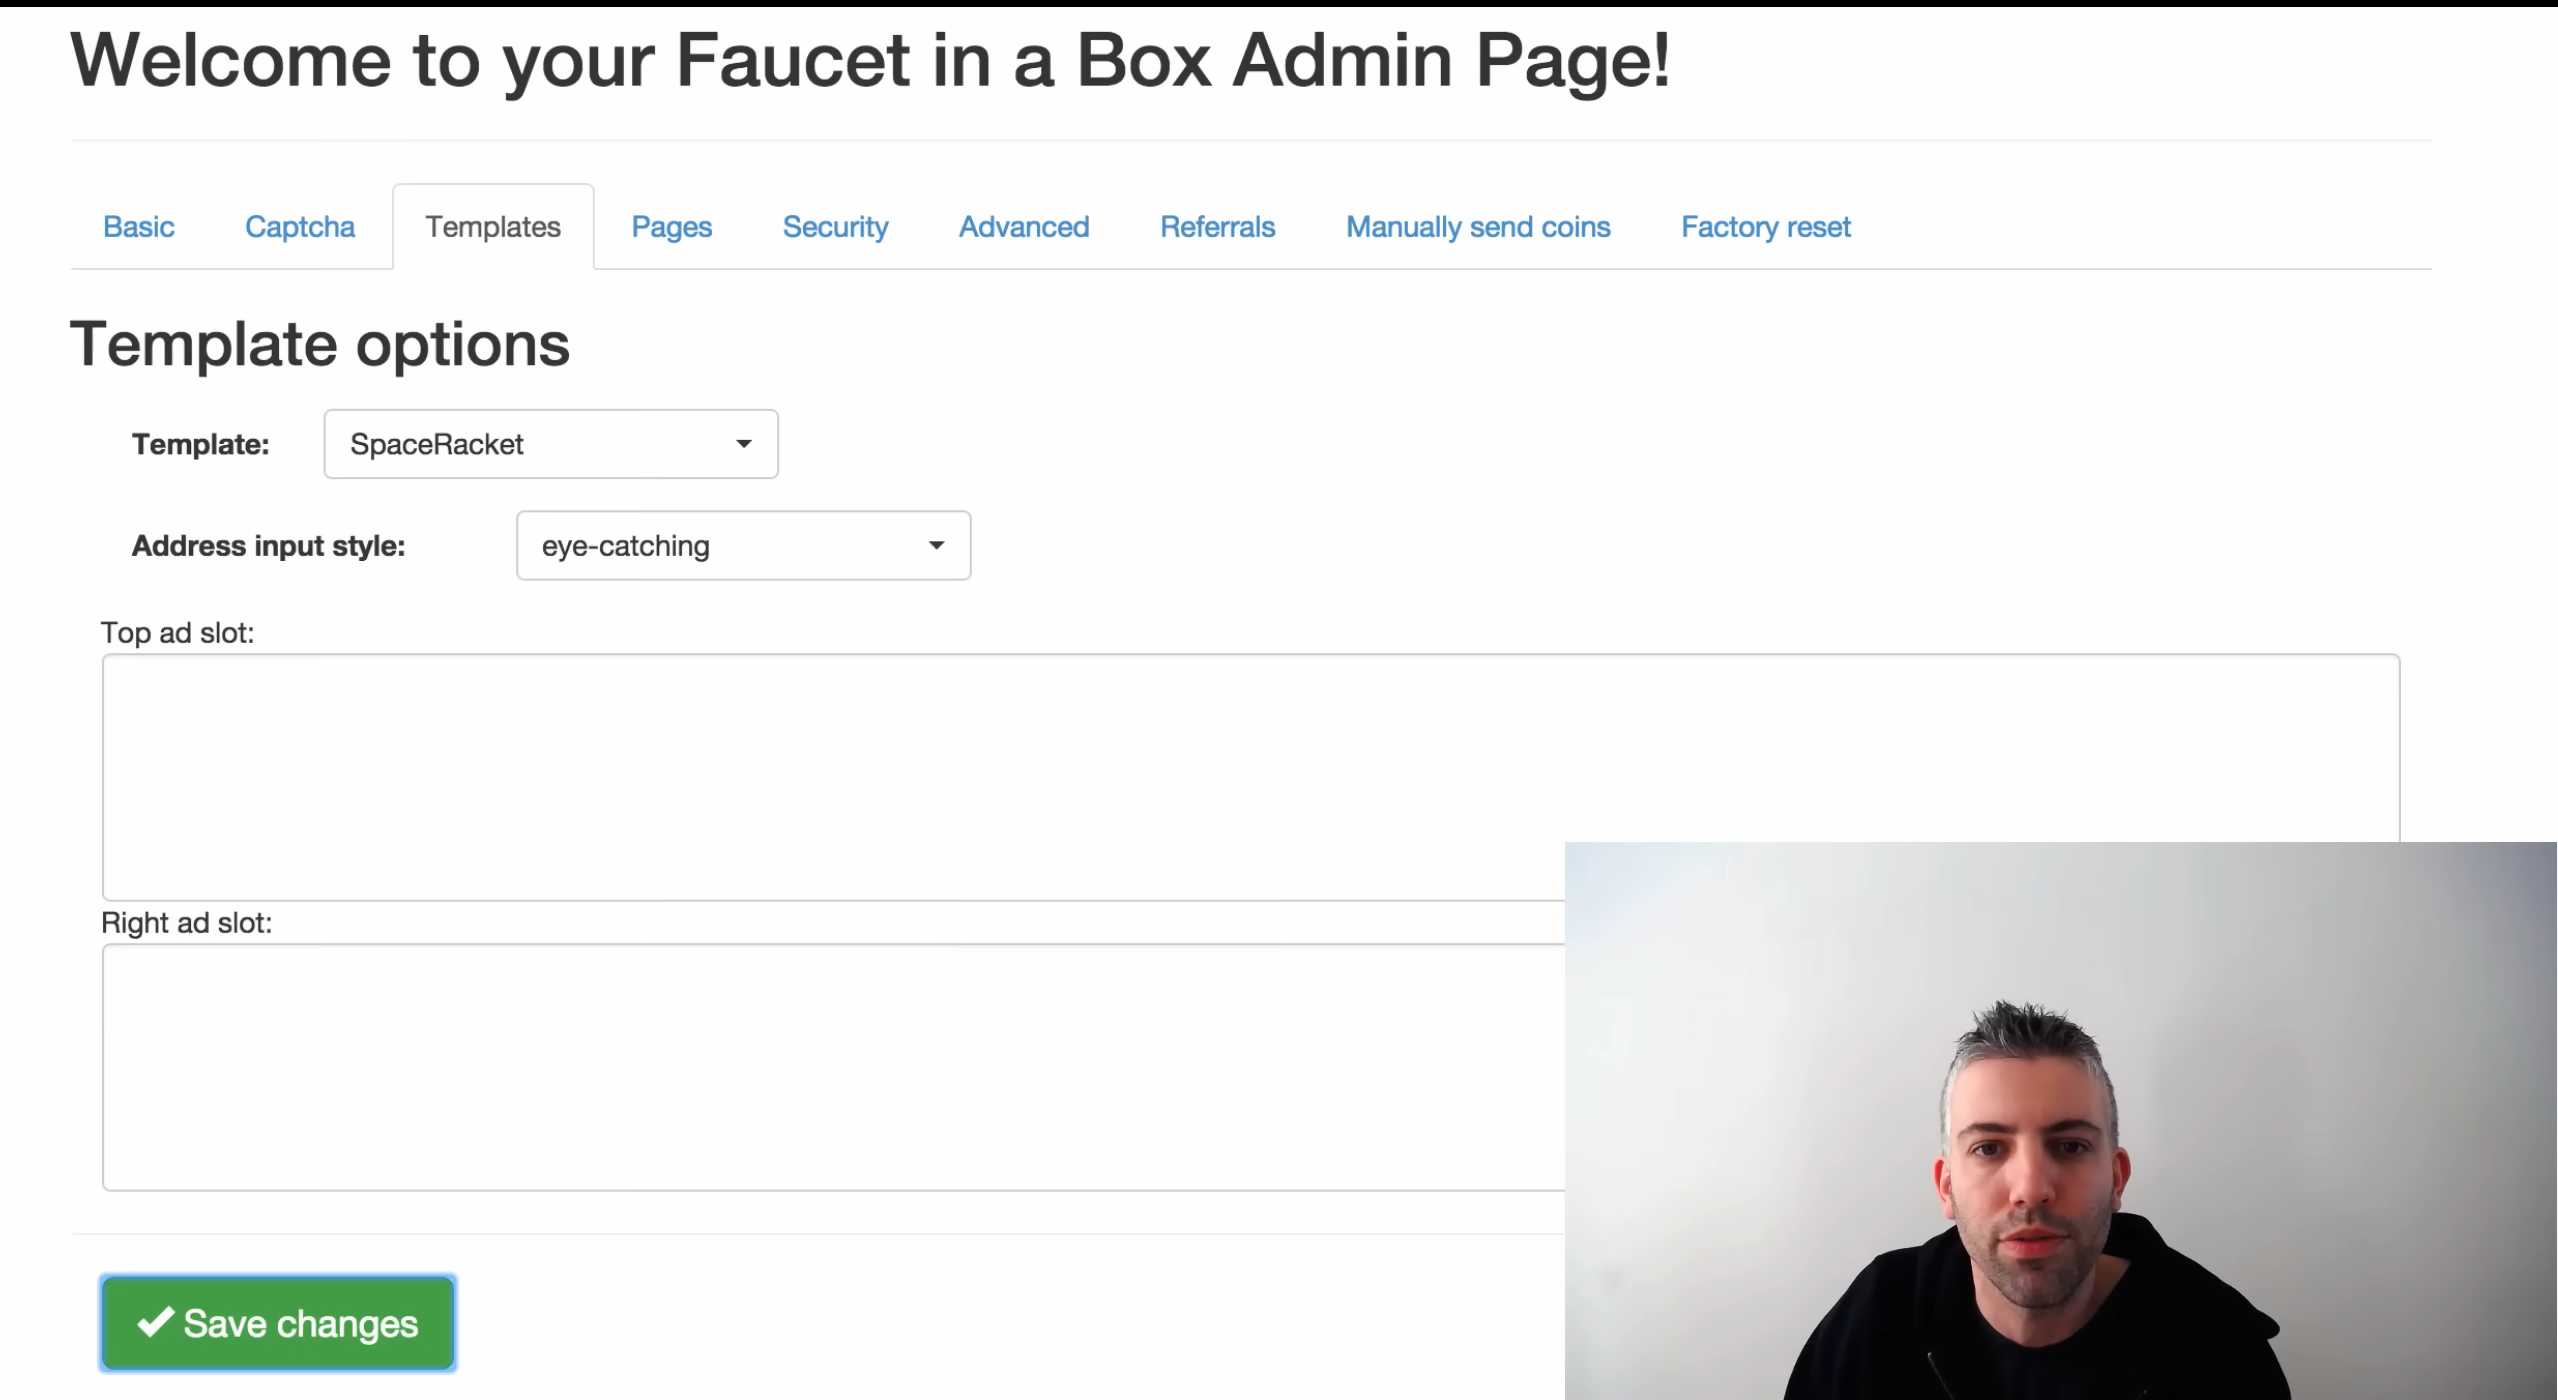 Welcome to your Faucet in a Box Admin Page!
Basic Captcha Templates Pages Security Advanced Referrals Manually send coins Factory reset
Template options
Template: SpaceRacket
Address input style: eye-catching
Top ad slot:
Right ad slot:
Save changes